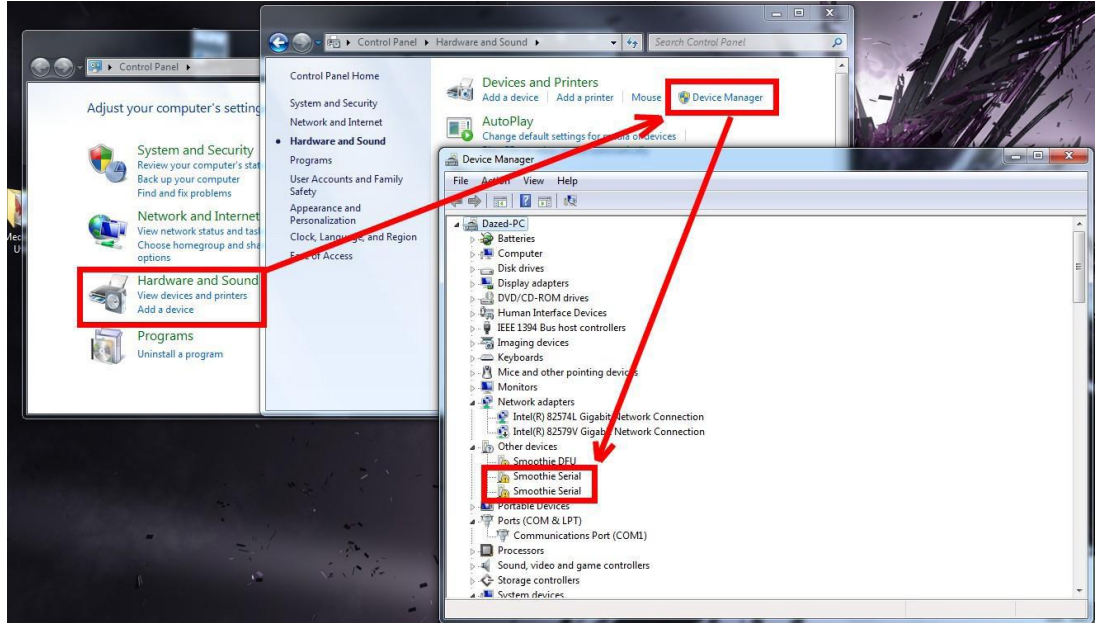 Control Panel
Adjust your computer's setting
System and Security
Review your computer's stat
Back up your computer
Find and fix problems
Network and Internet
View network status and task
Choose homegroup and sha
options
Hardware and Sound
View devices and printers
Add a device
Programs
Uninstall a program
Control Panel Hardware and Sound
Search Control Panel
Control Panel Home
System and Security
Network and Internet
Hardware and Sound
Programs
User Accounts and Family
Safety
Appearance and
Personalization
Clock, Language, and Region
Ease of Access
Devices and Printers
Add a device Add a printer Mouse Device Manager
AutoPlay
Change default settings for media or devices
Device Manager
File Action View Help
Dazed-PC
Batteries
Computer
Disk drives
Display adapters
DVD/CD-ROM drives
Human Interface Devices
IEEE 1394 Bus host controllers
Imaging devices
Keyboards
Mice and other pointing devices
Monitors
Network adapters
Intel(R) 82574L Gigabit Network Connection
Intel(R) 82579V Gigabit Network Connection
Other devices
Smoothie DFU
Smoothie Serial
Smoothie Serial
Portable Devices
Ports (COM & LPT)
Communications Port (COM1)
Processors
Sound, video and game controllers
Storage controllers
System devices